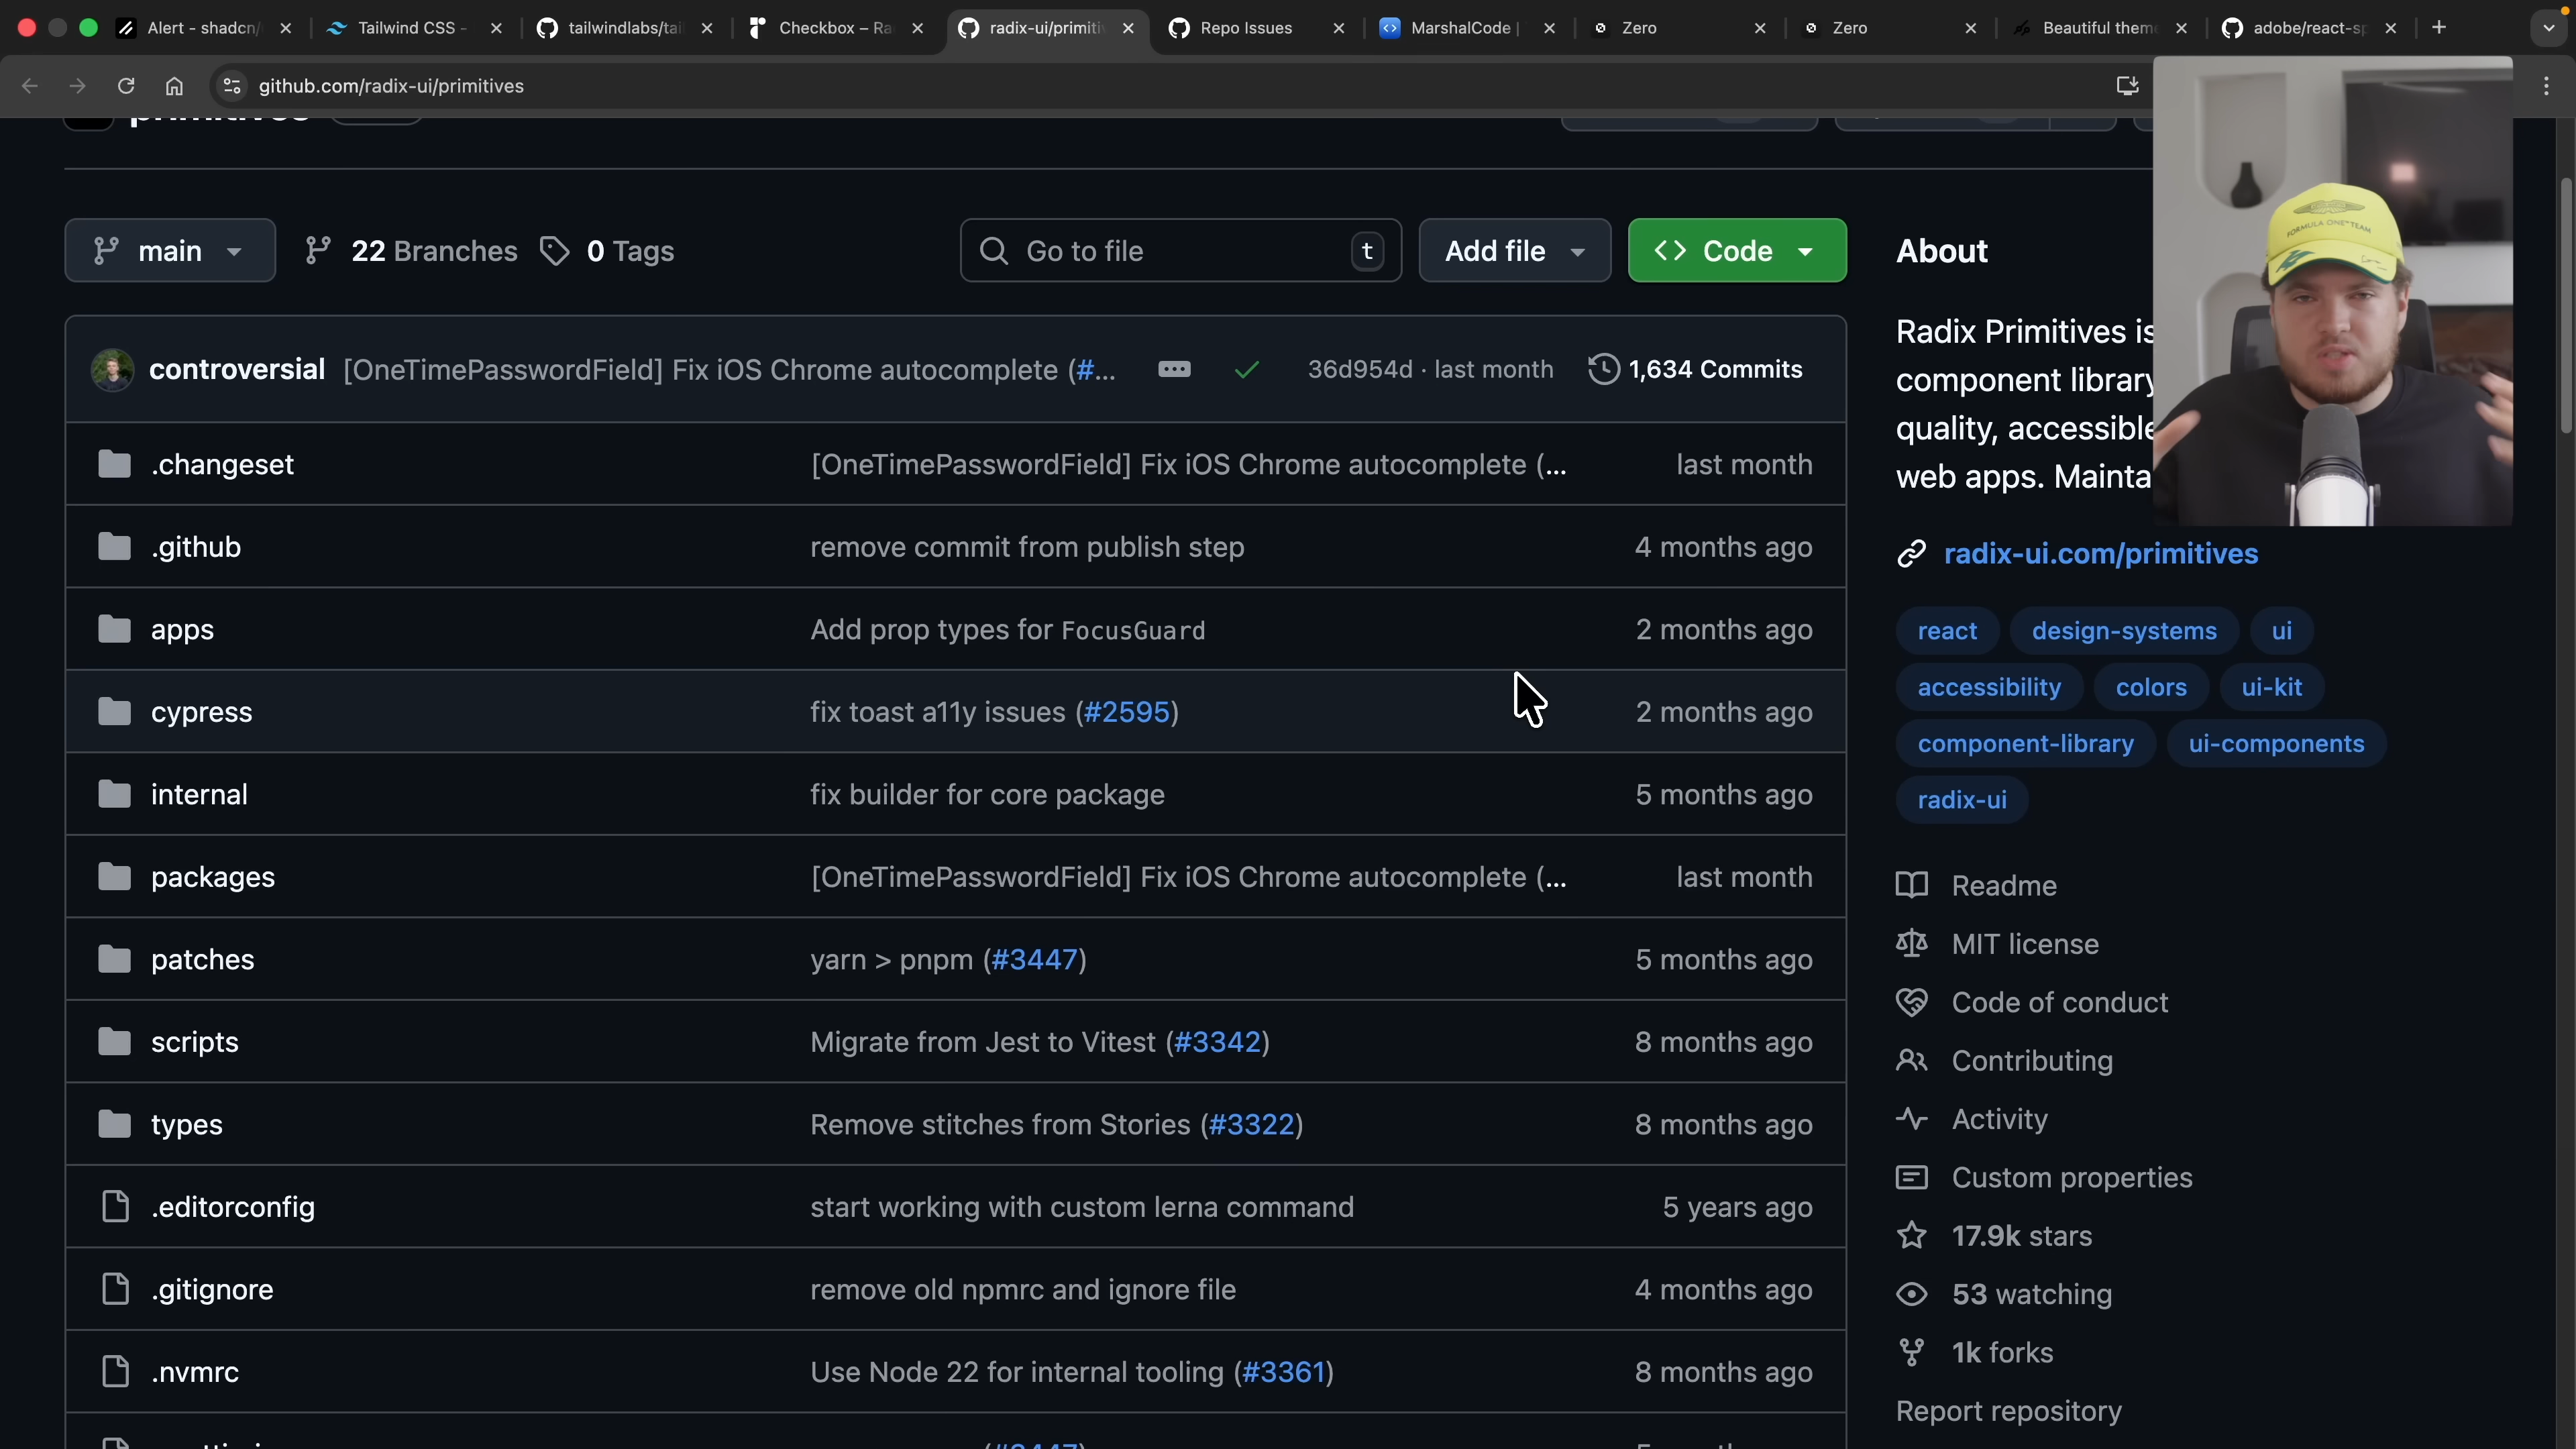 Alert - shadcn/
Tailwind CSS -
tailwindlabs/tail
Checkbox – Ra
radix-ui/primiti
Repo Issues
MarshalCode |
Zero
Zero
Beautiful theme
adobe/react-sp
github.com/radix-ui/primitives
primitives
main
22 Branches
0 Tags
Go to file
t
Add file
Code
controversial [OneTimePasswordField] Fix iOS Chrome autocomplete (#...
36d954d · last month
1,634 Commits
.changeset [OneTimePasswordField] Fix iOS Chrome autocomplete (... last month
.github remove commit from publish step 4 months ago
apps Add prop types for FocusGuard 2 months ago
cypress fix toast a11y issues (#2595) 2 months ago
internal fix builder for core package 5 months ago
packages [OneTimePasswordField] Fix iOS Chrome autocomplete (... last month
patches yarn > pnpm (#3447) 5 months ago
scripts Migrate from Jest to Vitest (#3342) 8 months ago
types Remove stitches from Stories (#3322) 8 months ago
.editorconfig start working with custom lerna command 5 years ago
.gitignore remove old npmrc and ignore file 4 months ago
.nvmrc Use Node 22 for internal tooling (#3361) 8 months ago
About
Radix Primitives is
component library
quality, accessible
web apps. Mainta
radix-ui.com/primitives
react design-systems ui
accessibility colors ui-kit
component-library ui-components
radix-ui
Readme
MIT license
Code of conduct
Contributing
Activity
Custom properties
17.9k stars
53 watching
1k forks
Report repository
FORMULA ONE TEAM